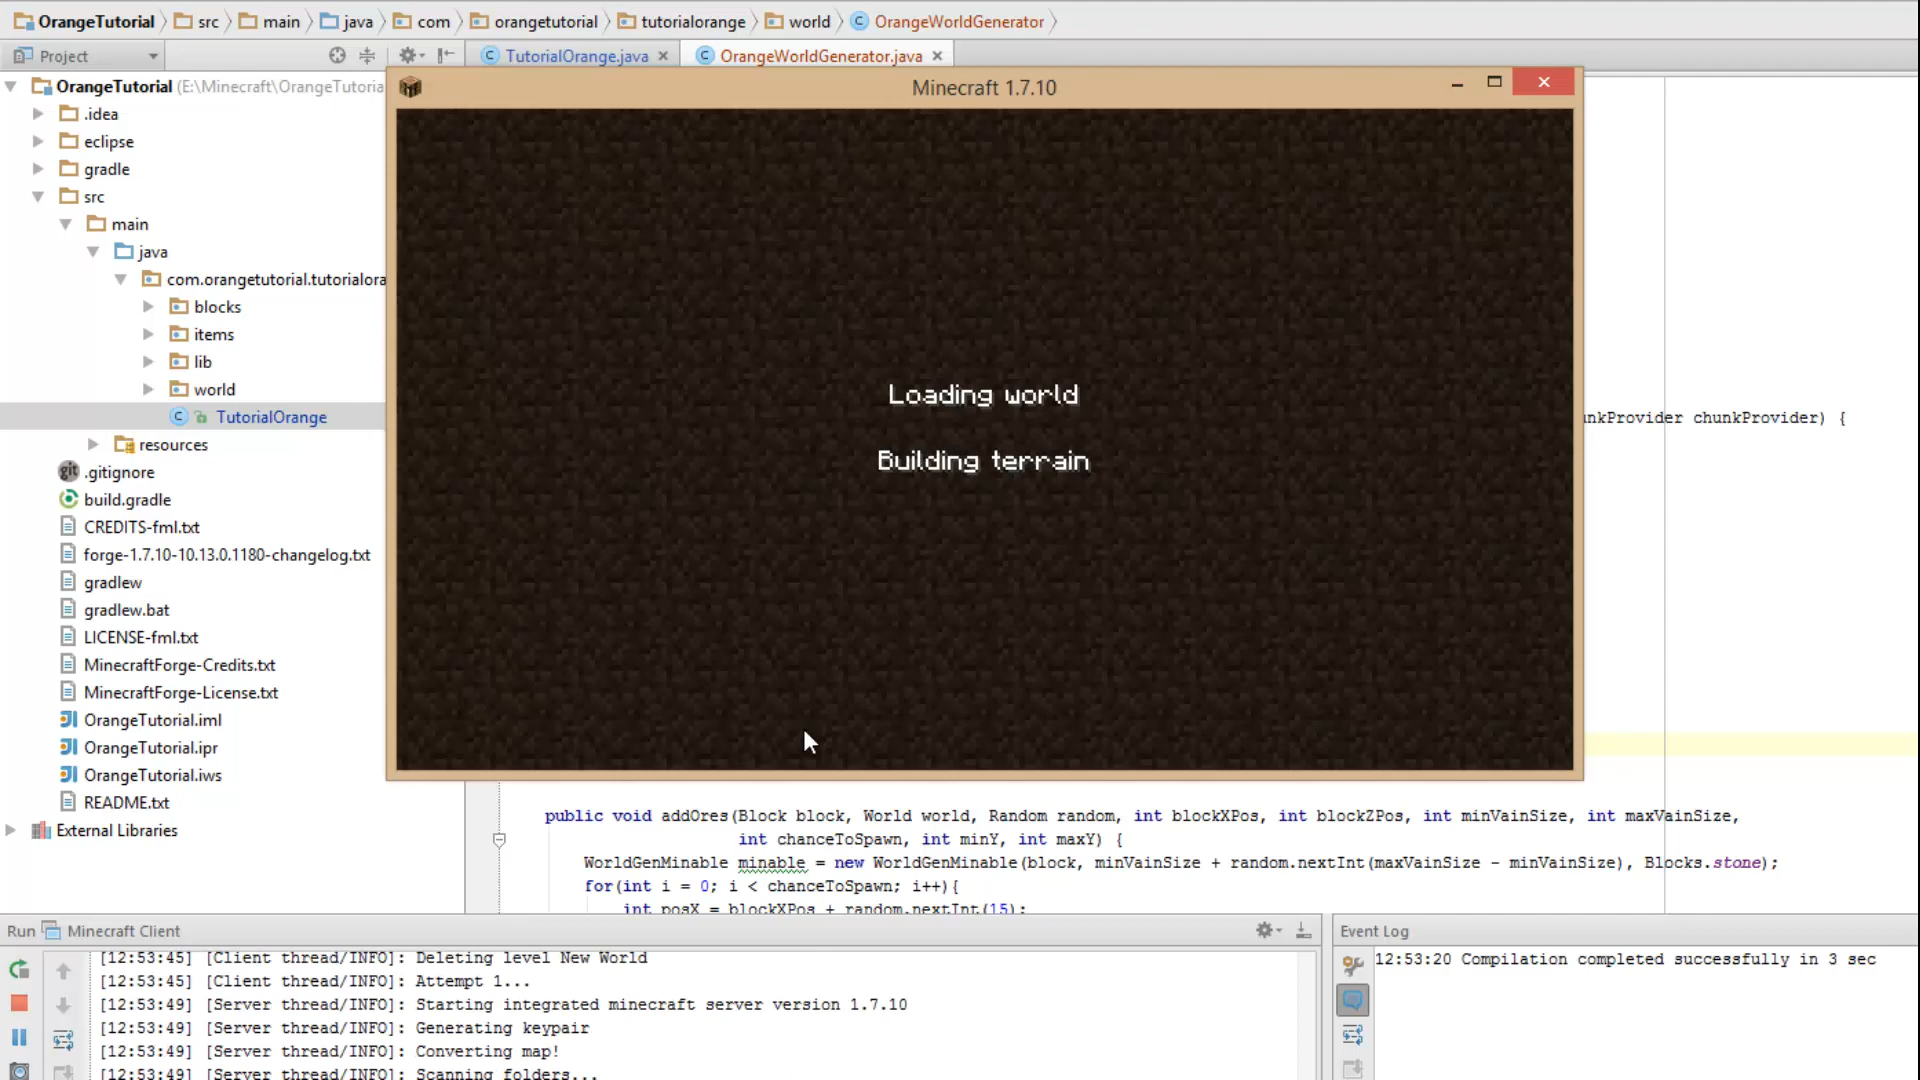 OrangeTutorial src main java com orangetutorial tutorialorange world OrangeWorldGenerator
Project TutorialOrange.java OrangeWorldGenerator.java
OrangeTutorial (E:\Minecraft\OrangeTutoria
.idea
eclipse
gradle
src
main
java
com.orangetutorial.tutorialora
blocks
items
lib
world
TutorialOrange
resources
.gitignore
build.gradle
CREDITS-fml.txt
forge-1.7.10-10.13.0.1180-changelog.txt
gradlew
gradlew.bat
LICENSE-fml.txt
MinecraftForge-Credits.txt
MinecraftForge-License.txt
OrangeTutorial.iml
OrangeTutorial.ipr
OrangeTutorial.iws
README.txt
External Libraries
Minecraft 1.7.10
Loading world
Building terrain
nkProvider chunkProvider) {
public void addOres(Block block, World world, Random random, int blockXPos, int blockZPos, int minVainSize, int maxVainSize,
int chanceToSpawn, int minY, int maxY) {
WorldGenMinable minable = new WorldGenMinable(block, minVainSize + random.nextInt(maxVainSize - minVainSize), Blocks.stone);
for(int i = 0; i < chanceToSpawn; i++){
int posX = blockXPos + random.nextInt(15);
Run Minecraft Client
[12:53:45] [Client thread/INFO]: Deleting level New World
[12:53:45] [Client thread/INFO]: Attempt 1...
[12:53:49] [Server thread/INFO]: Starting integrated minecraft server version 1.7.10
[12:53:49] [Server thread/INFO]: Generating keypair
[12:53:49] [Server thread/INFO]: Converting map!
[12:53:49] [Server thread/INFO]: Scanning folders...
Event Log
12:53:20 Compilation completed successfully in 3 sec